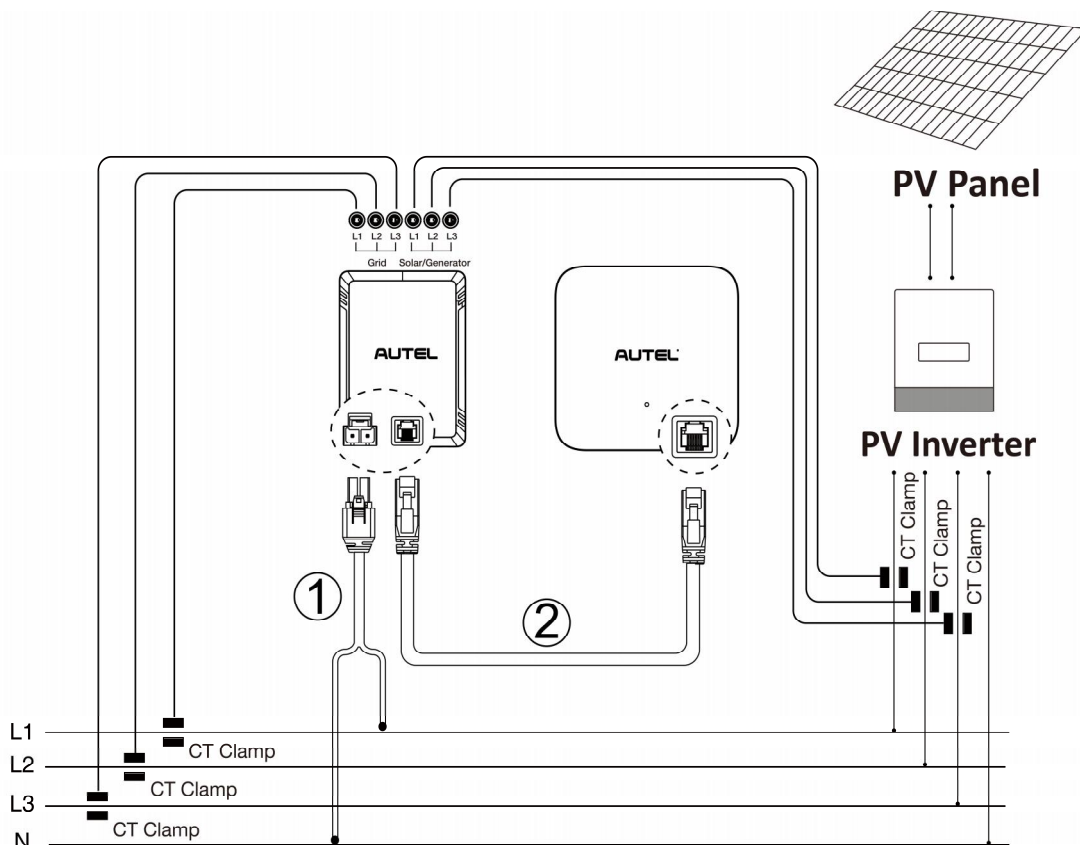 PV Panel
L1 L2 L3 L1 L2 L3
Grid Solar/Generator
AUTEL
AUTEL
PV Inverter
CT Clamp
CT Clamp
CT Clamp
1
2
L1
CT Clamp
L2
CT Clamp
L3
CT Clamp
N